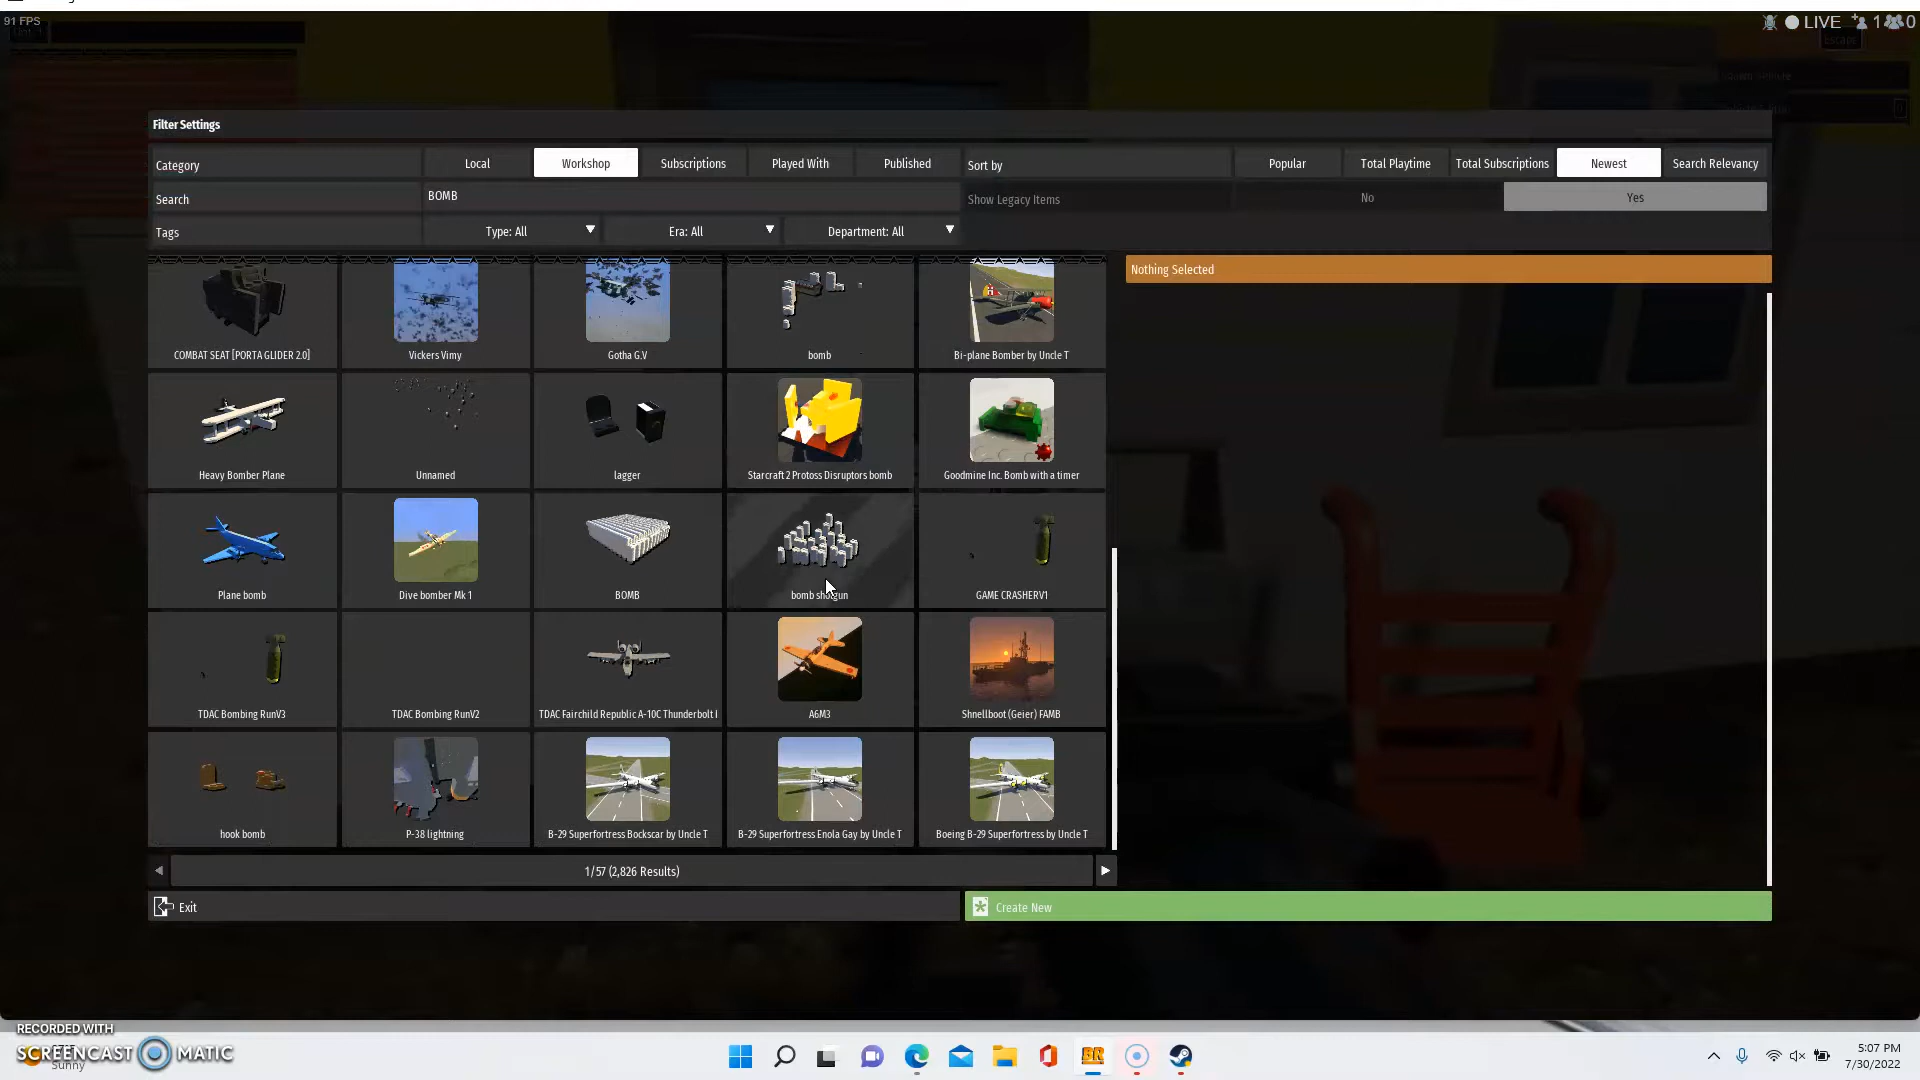 91 FPS
LIVE 1 0
Escape
Filter Settings
Category Local Workshop Subscriptions Played With Published Sort by Popular Total Playtime Total Subscriptions Newest Search Relevancy
Search BOMB Show Legacy Items No Yes
Tags Type: All Era: All Department: All
Nothing Selected
COMBAT SEAT [PORTA GLIDER 2.0] Vickers Vimy Gotha G.V bomb Bi-plane Bomber by Uncle T
Heavy Bomber Plane Unnamed lagger Starcraft 2 Protoss Disruptors bomb Goodmine Inc. Bomb with a timer
Plane bomb Dive bomber Mk 1 BOMB bomb shotgun GAME CRASHERV1
TDAC Bombing RunV3 TDAC Bombing RunV2 TDAC Fairchild Republic A-10C Thunderbolt I A6M3 Shnellboot (Geier) FAMB
hook bomb P-38 lightning B-29 Superfortress Bockscar by Uncle T B-29 Superfortress Enola Gay by Uncle T Boeing B-29 Superfortress by Uncle T
1/57 (2,826 Results)
Exit Create New
RECORDED WITH
SCREENCAST MATIC
Sunny
BR
5:07 PM
7/30/2022